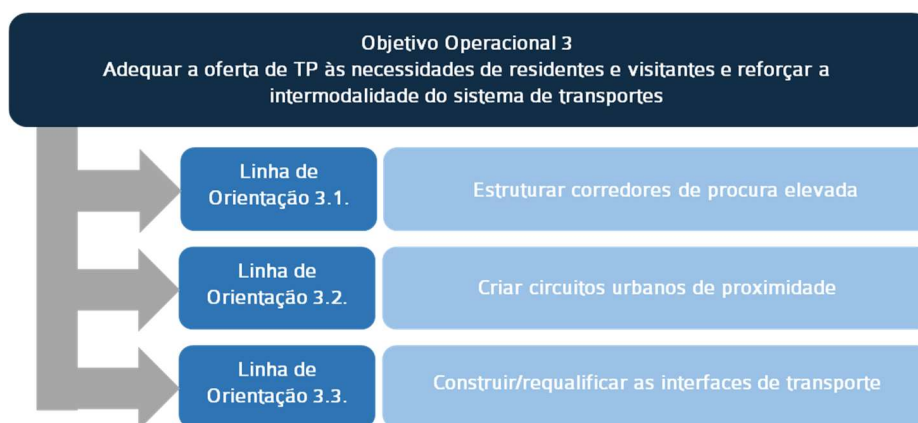 Objetivo Operacional 3
Adequar a oferta de TP às necessidades de residentes e visitantes e reforçar a
intermodalidade do sistema de transportes
Linha de
Orientação 3.1.
Estruturar corredores de procura elevada
Linha de
Orientação 3.2.
Criar circuitos urbanos de proximidade
Linha de
Orientação 3.3.
Construir/requalificar as interfaces de transporte